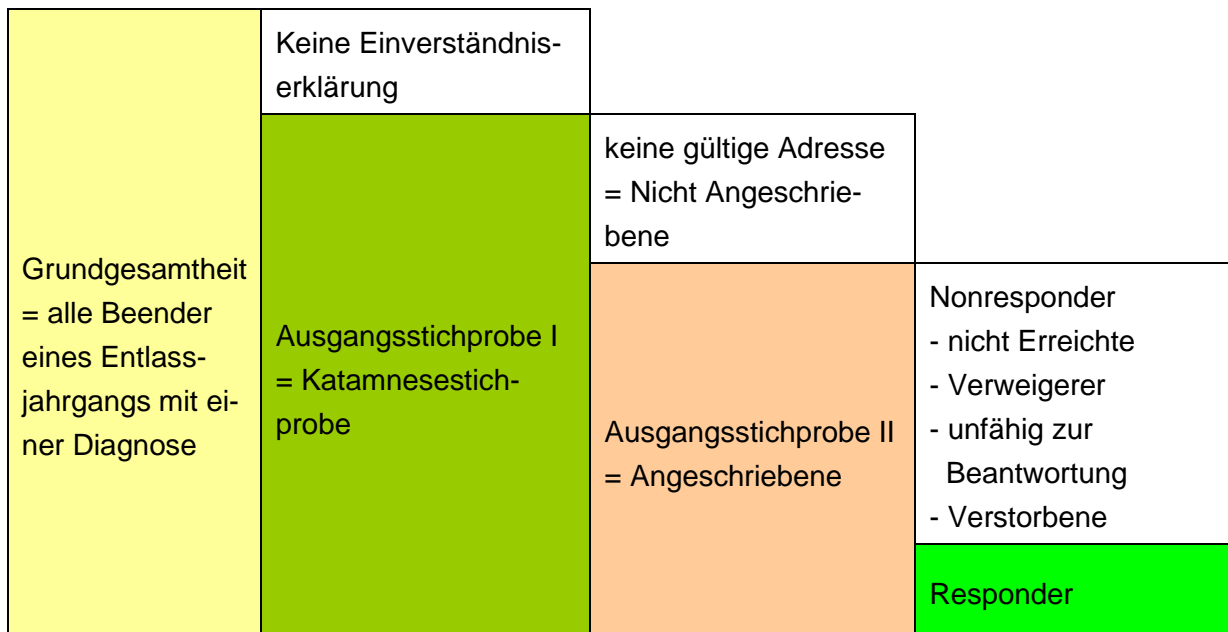 Grundgesamtheit
= alle Beender
eines Entlass-
jahrgangs mit ei-
ner Diagnose
Keine Einverständnis-
erklärung
Ausgangsstichprobe I
= Katamnesestich-
probe
keine gültige Adresse
= Nicht Angeschrie-
bene
Ausgangsstichprobe II
= Angeschriebene
Nonresponder
- nicht Erreichte
- Verweigerer
- unfähig zur
Beantwortung
- Verstorbene
Responder